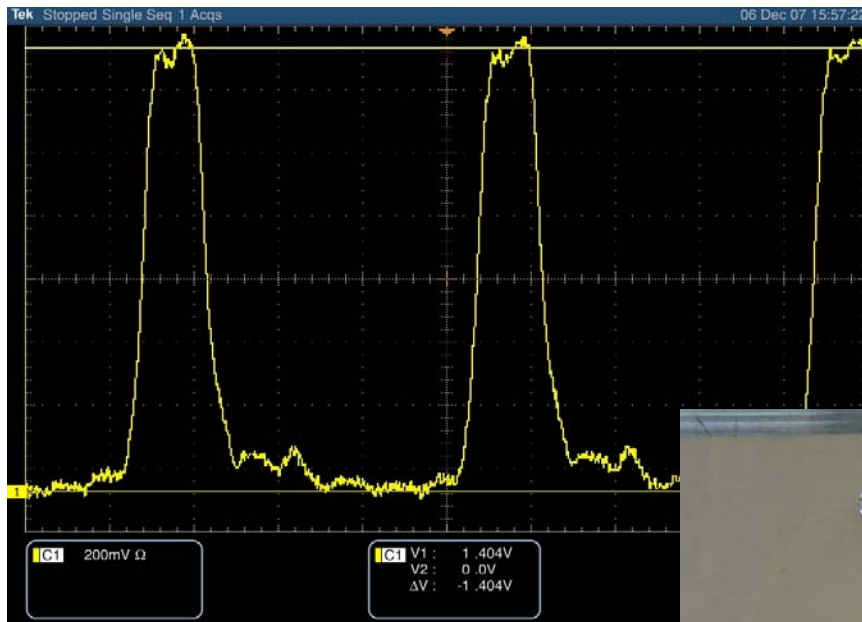 Tek Stopped Single Seq 1 Acqs 06 Dec 07 15:57:22
1
C1 200mV Ω
C1 V1 : 1 .404V
V2 : 0 .0V
ΔV : -1 .404V